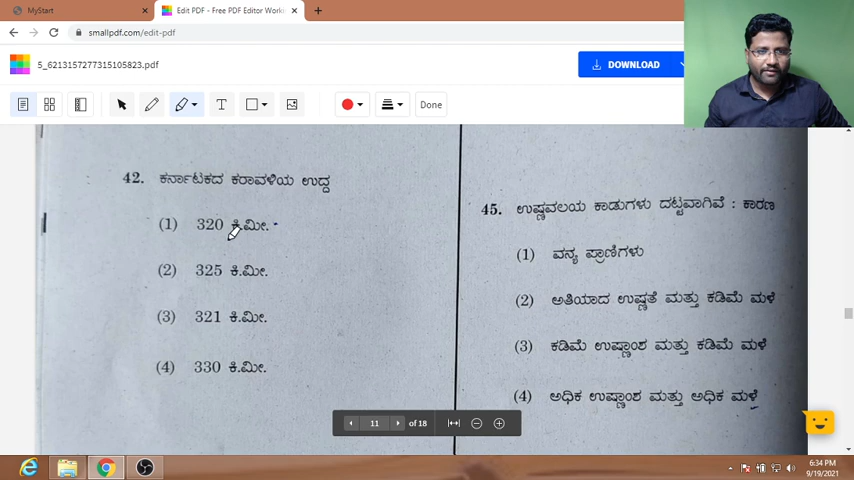 MyStart
Edit PDF - Free PDF Editor Work
smallpdf.com/edit-pdf
5_6213157277315105823.pdf
DOWNLOAD
Done
42. ಕರ್ನಾಟಕದ ಕರಾವಳಿಯ ಉದ್ದ
(1) 320 ಕಿ.ಮೀ.
(2) 325 ಕಿ.ಮೀ.
(3) 321 ಕಿ.ಮೀ.
(4) 330 ಕಿ.ಮೀ.
45. ಉಷ್ಣವಲಯ ಕಾಡುಗಳು ದಟ್ಟವಾಗಿವೆ : ಕಾರಣ
(1) ವನ್ಯ ಪ್ರಾಣಿಗಳು
(2) ಅತಿಯಾದ ಉಷ್ಣತೆ ಮತ್ತು ಕಡಿಮೆ ಮಳೆ
(3) ಕಡಿಮೆ ಉಷ್ಣಾಂಶ ಮತ್ತು ಕಡಿಮೆ ಮಳೆ
(4) ಅಧಿಕ ಉಷ್ಣಾಂಶ ಮತ್ತು ಅಧಿಕ ಮಳೆ
11 of 18
6:34 PM
9/19/2021